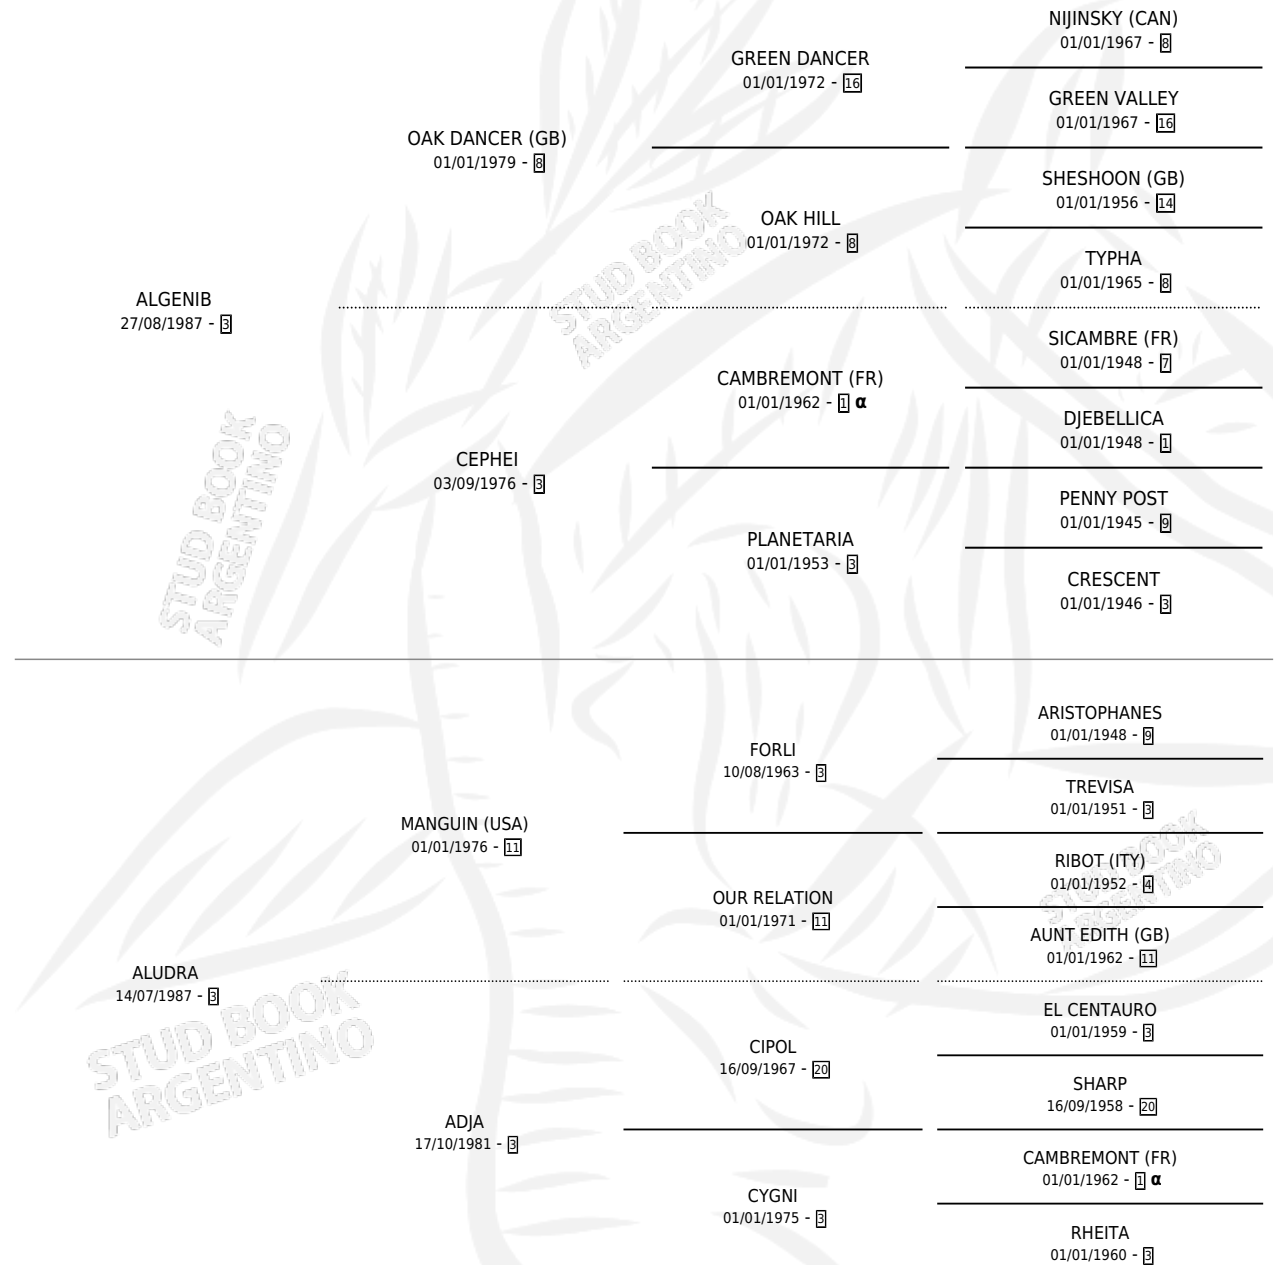 NIJINSKY (CAN)
01/01/1967 - 8
GREEN DANCER
01/01/1972 - 16
GREEN VALLEY
01/01/1967 - 16
OAK DANCER (GB)
01/01/1979 - 8
SHESHOON (GB)
01/01/1956 - 14
OAK HILL
01/01/1972 - 8
TYPHA
01/01/1965 - 8
ALGENIB
27/08/1987 - 3
SICAMBRE (FR)
01/01/1948 - 7
CAMBREMONT (FR)
01/01/1962 - 1 α
DJEBELLICA
01/01/1948 - 1
CEPHEI
03/09/1976 - 3
PENNY POST
01/01/1945 - 9
PLANETARIA
01/01/1953 - 3
CRESCENT
01/01/1946 - 3
STUD BOOK
ARGENTINO
STUD BOOK
ARGENTINO
ARISTOPHANES
01/01/1948 - 9
FORLI
10/08/1963 - 3
TREVISA
01/01/1951 - 3
MANGUIN (USA)
01/01/1976 - 11
RIBOT (ITY)
01/01/1952 - 4
OUR RELATION
01/01/1971 - 11
AUNT EDITH (GB)
01/01/1962 - 11
ALUDRA
14/07/1987 - 3
EL CENTAURO
01/01/1959 - 3
CIPOL
16/09/1967 - 20
SHARP
16/09/1958 - 20
ADJA
17/10/1981 - 3
CAMBREMONT (FR)
01/01/1962 - 1 α
CYGNI
01/01/1975 - 3
RHEITA
01/01/1960 - 3
STUD BOOK
ARGENTINO
STUD BOOK
ARGENTINO